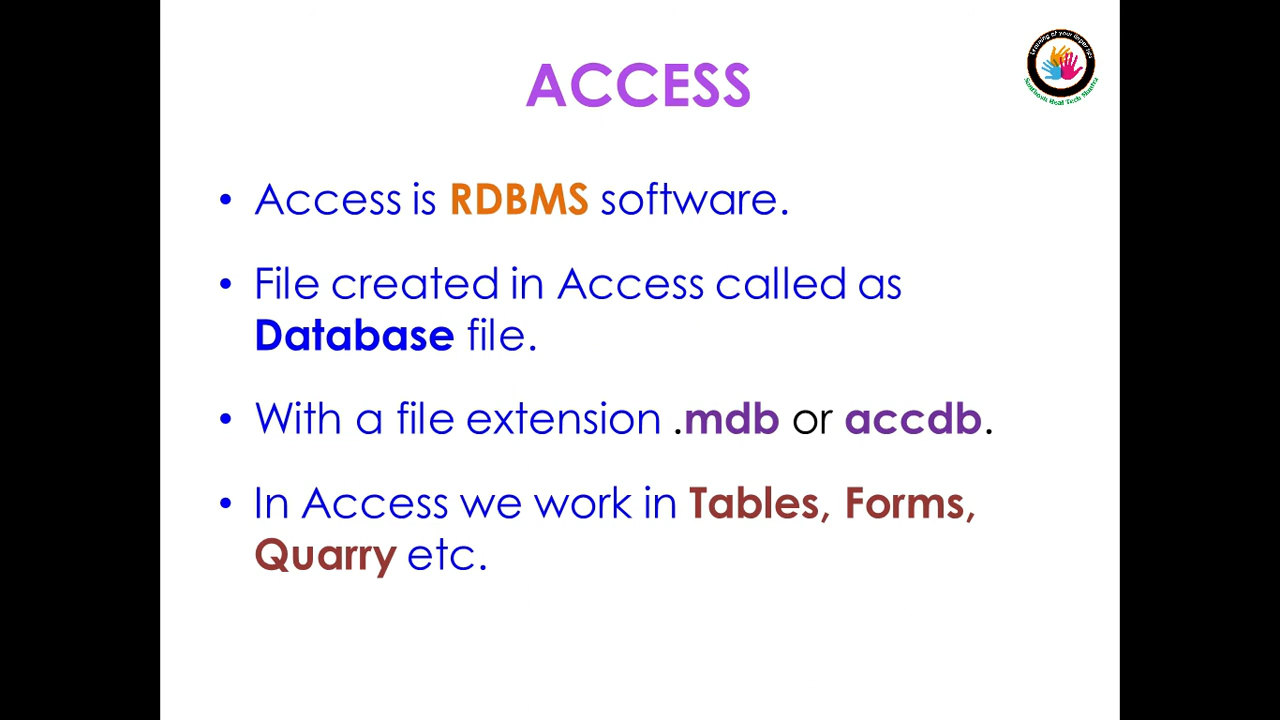 ACCESS
• Access is RDBMS software.
• File created in Access called as
Database file.
• With a file extension .mdb or accdb.
• In Access we work in Tables, Forms,
Quarry etc.